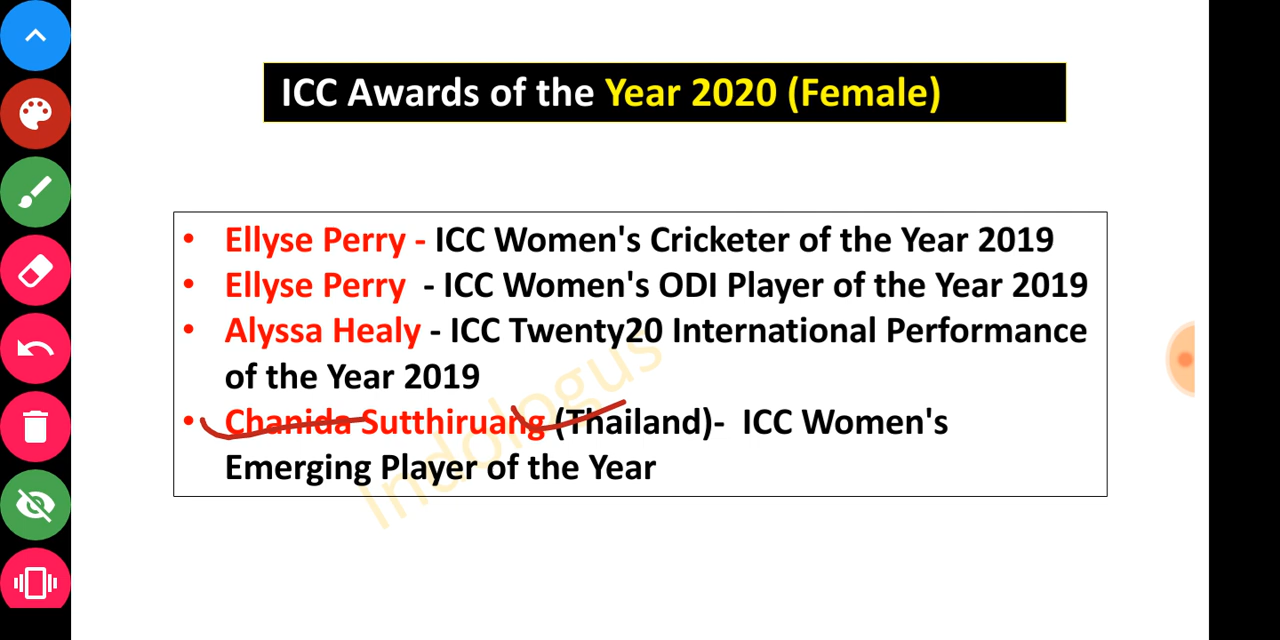 ICC Awards of the Year 2020 (Female)
• Ellyse Perry - ICC Women's Cricketer of the Year 2019
• Ellyse Perry - ICC Women's ODI Player of the Year 2019
• Alyssa Healy - ICC Twenty20 International Performance
of the Year 2019
• Chanida Sutthiruang (Thailand)- ICC Women's
Emerging Player of the Year
Indologus